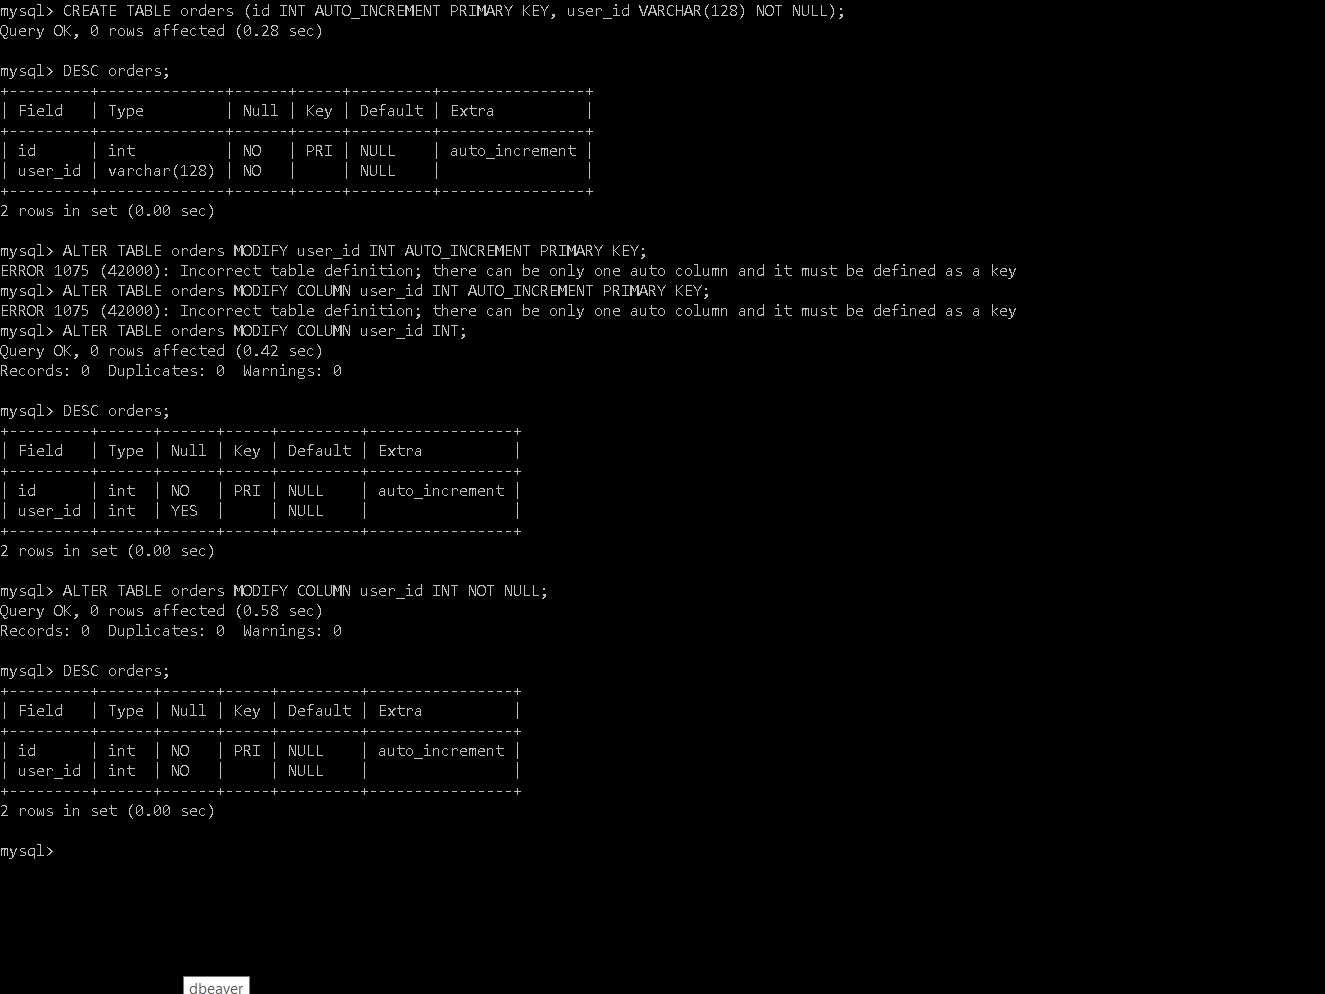 mysql> CREATE TABLE orders (id INT AUTO_INCREMENT PRIMARY KEY, user_id VARCHAR(128) NOT NULL);
Query OK, 0 rows affected (0.28 sec)

mysql> DESC orders;
+---------+--------------+------+-----+---------+----------------+
| Field   | Type         | Null | Key | Default | Extra          |
+---------+--------------+------+-----+---------+----------------+
| id      | int          | NO   | PRI | NULL    | auto_increment |
| user_id | varchar(128) | NO   |     | NULL    |                |
+---------+--------------+------+-----+---------+----------------+
2 rows in set (0.00 sec)

mysql> ALTER TABLE orders MODIFY user_id INT AUTO_INCREMENT PRIMARY KEY;
ERROR 1075 (42000): Incorrect table definition; there can be only one auto column and it must be defined as a key
mysql> ALTER TABLE orders MODIFY COLUMN user_id INT AUTO_INCREMENT PRIMARY KEY;
ERROR 1075 (42000): Incorrect table definition; there can be only one auto column and it must be defined as a key
mysql> ALTER TABLE orders MODIFY COLUMN user_id INT;
Query OK, 0 rows affected (0.42 sec)
Records: 0  Duplicates: 0  Warnings: 0

mysql> DESC orders;
+---------+------+------+-----+---------+----------------+
| Field   | Type | Null | Key | Default | Extra          |
+---------+------+------+-----+---------+----------------+
| id      | int  | NO   | PRI | NULL    | auto_increment |
| user_id | int  | YES  |     | NULL    |                |
+---------+------+------+-----+---------+----------------+
2 rows in set (0.00 sec)

mysql> ALTER TABLE orders MODIFY COLUMN user_id INT NOT NULL;
Query OK, 0 rows affected (0.58 sec)
Records: 0  Duplicates: 0  Warnings: 0

mysql> DESC orders;
+---------+------+------+-----+---------+----------------+
| Field   | Type | Null | Key | Default | Extra          |
+---------+------+------+-----+---------+----------------+
| id      | int  | NO   | PRI | NULL    | auto_increment |
| user_id | int  | NO   |     | NULL    |                |
+---------+------+------+-----+---------+----------------+
2 rows in set (0.00 sec)

mysql>
dbeaver